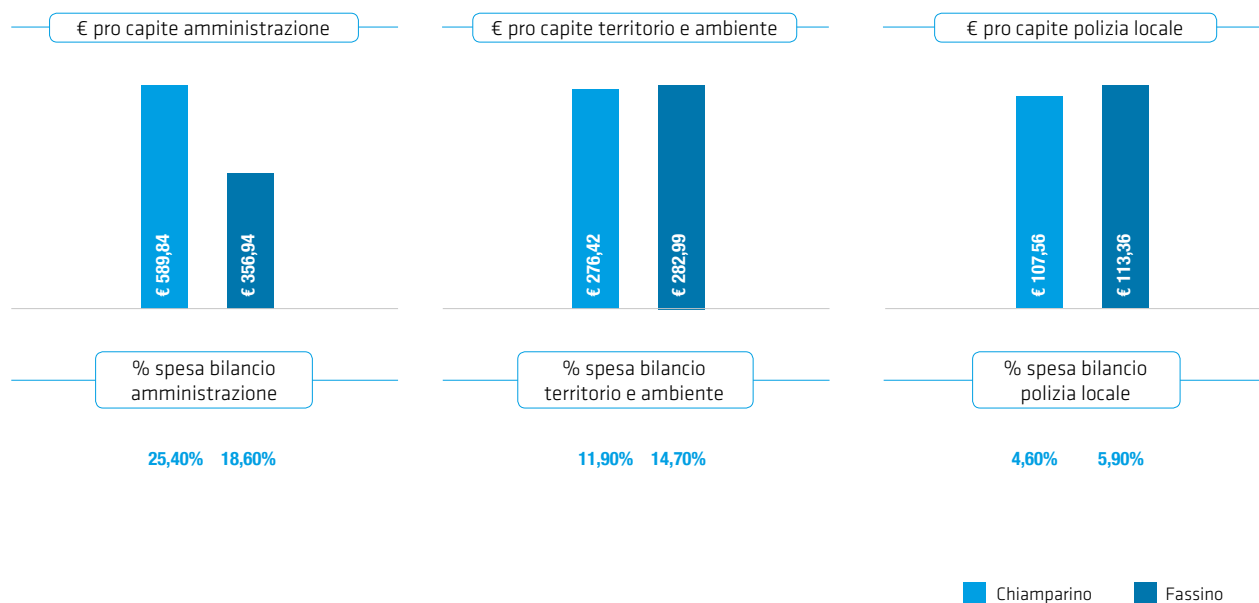 € pro capite amministrazione
€ 589,84
€ 356,94
% spesa bilancio
amministrazione
25,40% 18,60%
€ pro capite territorio e ambiente
€ 276,42
€ 282,99
% spesa bilancio
territorio e ambiente
11,90% 14,70%
€ pro capite polizia locale
€ 107,56
€ 113,36
% spesa bilancio
polizia locale
4,60% 5,90%
Chiamparino Fassino